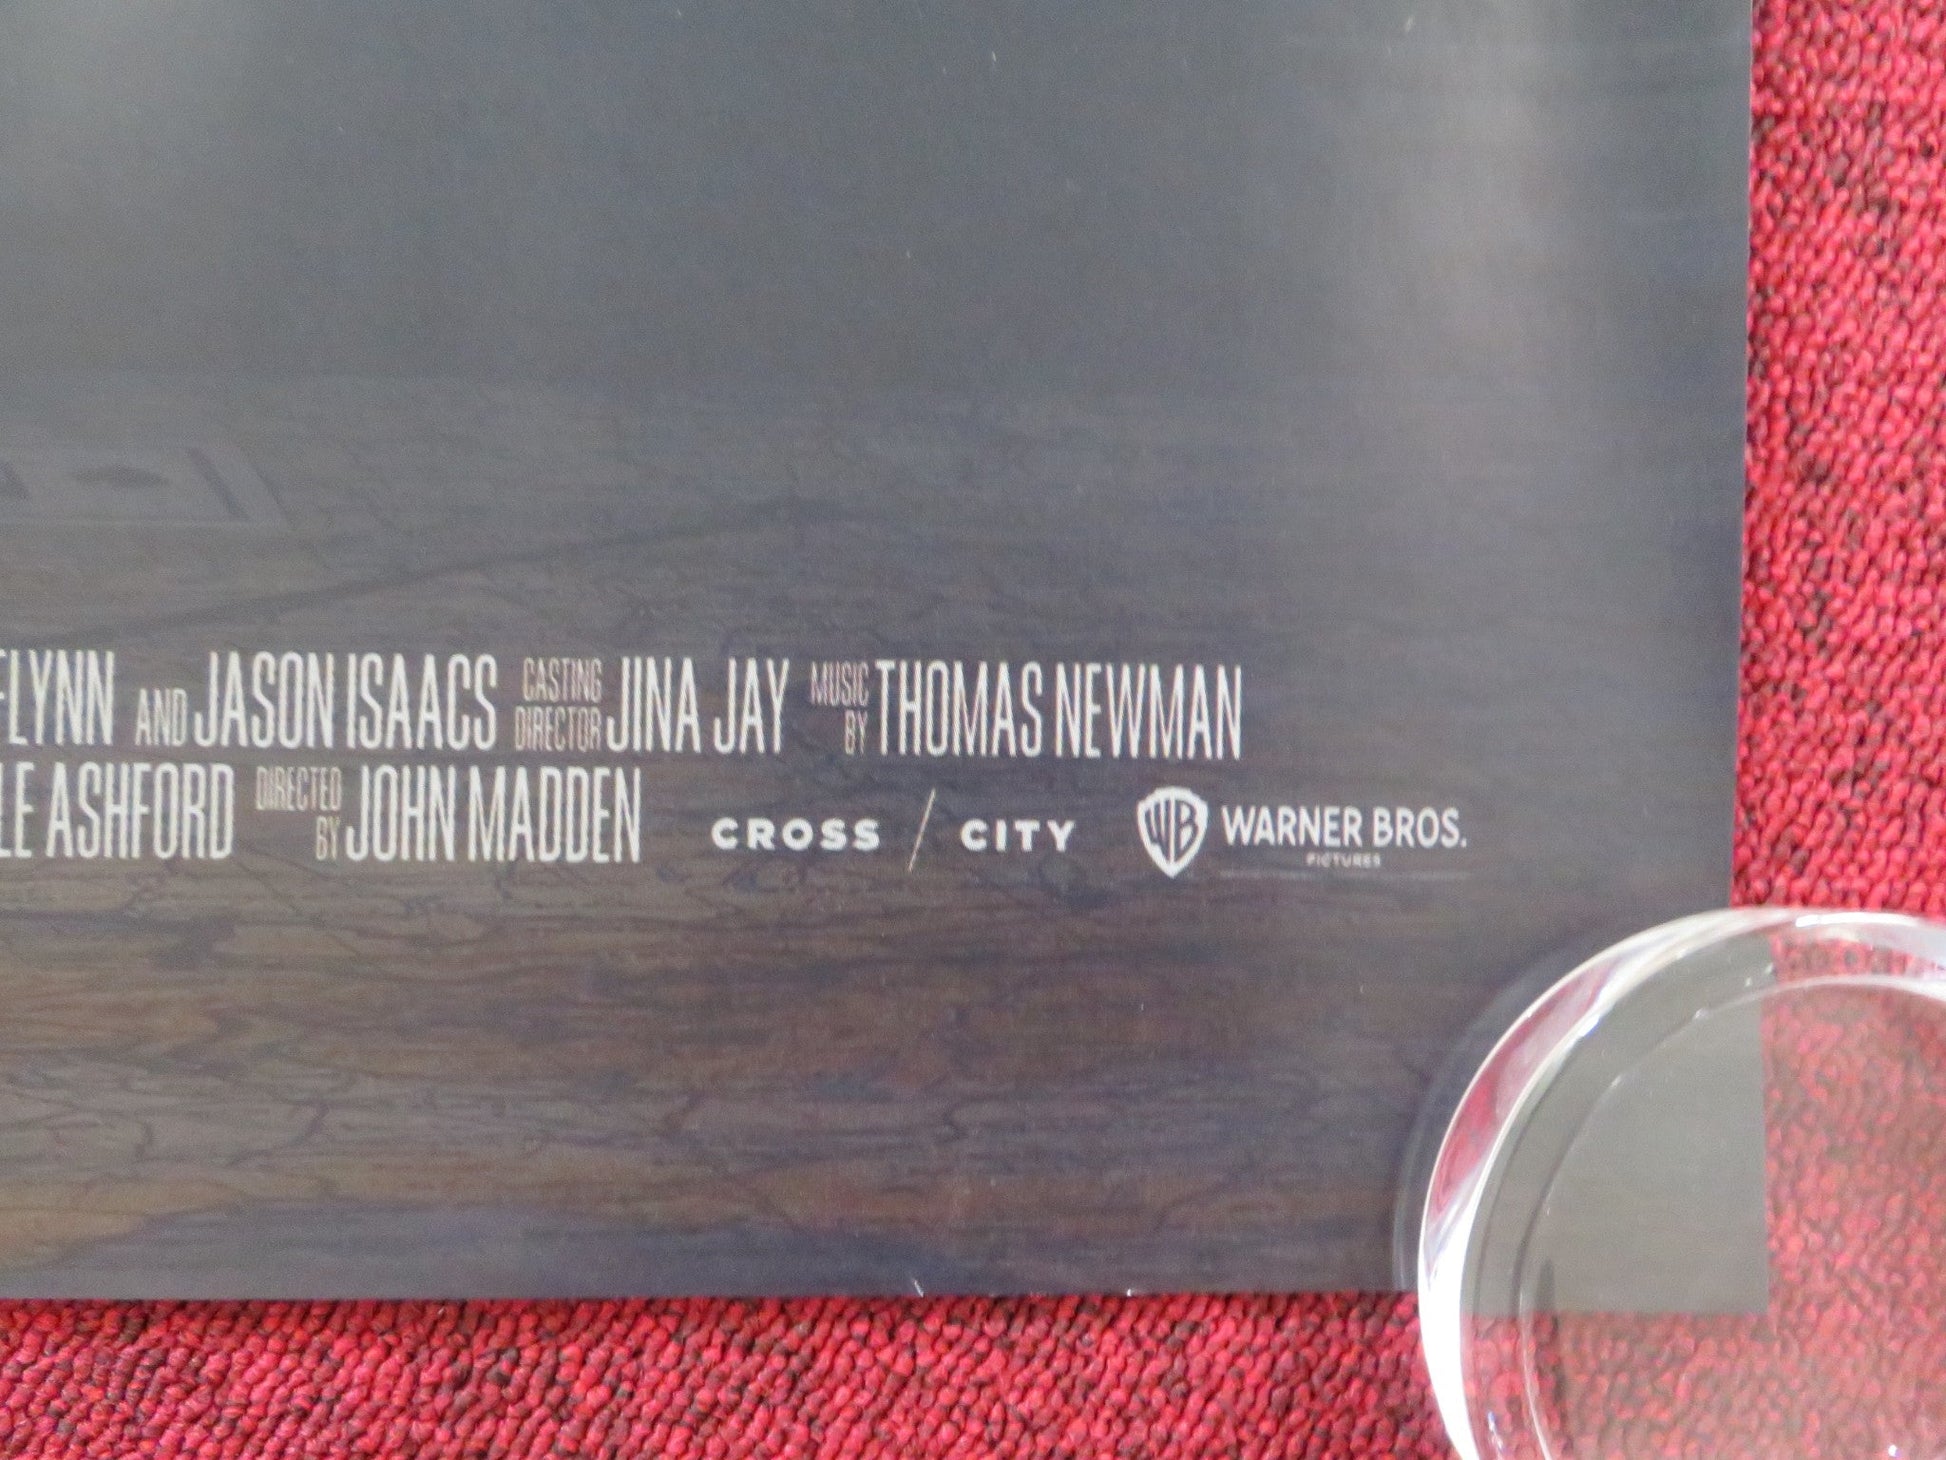 FLYNN AND JASON ISAACS CASTING DIRECTOR JINA JAY MUSIC BY THOMAS NEWMAN
LE ASHFORD DIRECTED BY JOHN MADDEN CROSS / CITY WB WARNER BROS. PICTURES